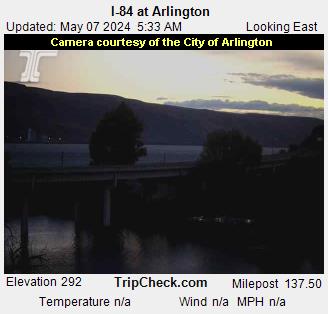 I-84 at Arlington
Updated: May 07 2024 5:33 AM Looking East
Camera courtesy of the City of Arlington
Elevation 292 TripCheck.com Milepost 137.50
Temperature n/a Wind n/a MPH n/a